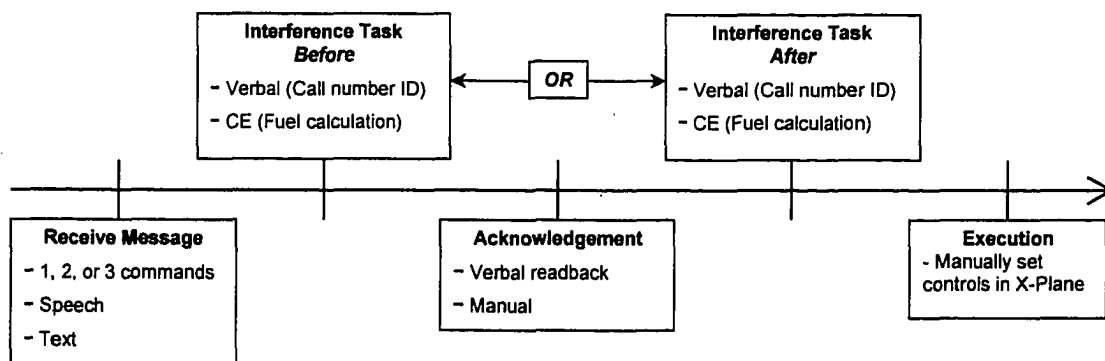 Interference Task
Before
- Verbal (Call number ID)
- CE (Fuel calculation)
OR
Interference Task
After
- Verbal (Call number ID)
- CE (Fuel calculation)
Receive Message
- 1, 2, or 3 commands
- Speech
- Text
Acknowledgement
- Verbal readback
- Manual
Execution
- Manually set
controls in X-Plane